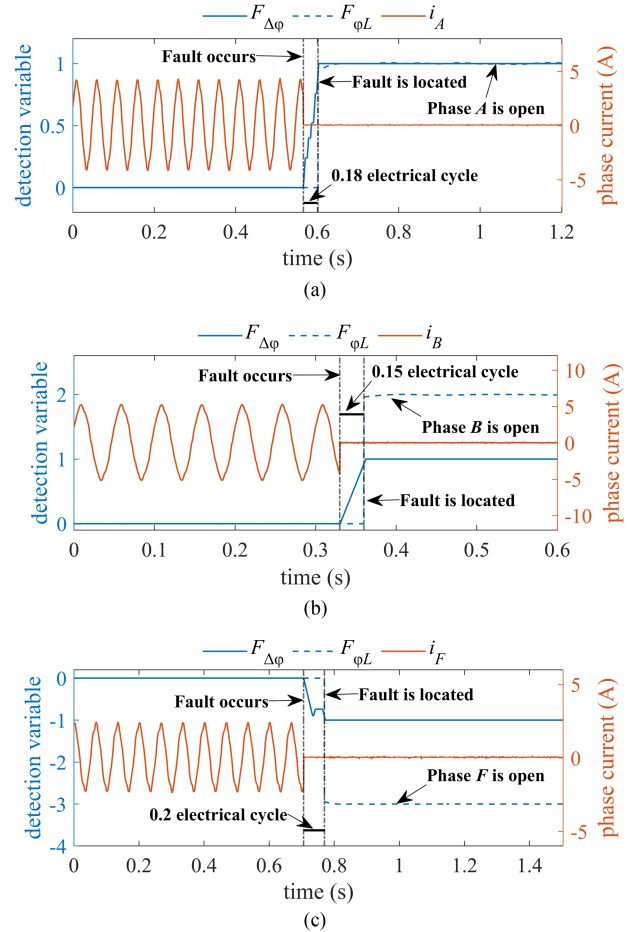 F_Δφ F_φL i_A
Fault occurs
Fault is located
Phase A is open
0.18 electrical cycle
detection variable
phase current (A)
1
0.5
0
5
0
-5
0 0.2 0.4 0.6 0.8 1 1.2
time (s)
(a)
F_Δφ F_φL i_B
Fault occurs
0.15 electrical cycle
Phase B is open
Fault is located
detection variable
phase current (A)
2
1
0
10
5
0
-5
-10
0 0.1 0.2 0.3 0.4 0.5 0.6
time (s)
(b)
F_Δφ F_φL i_F
Fault occurs
Fault is located
Phase F is open
0.2 electrical cycle
detection variable
phase current (A)
0
-1
-2
-3
-4
5
0
-5
0 0.2 0.4 0.6 0.8 1 1.2 1.4
time (s)
(c)